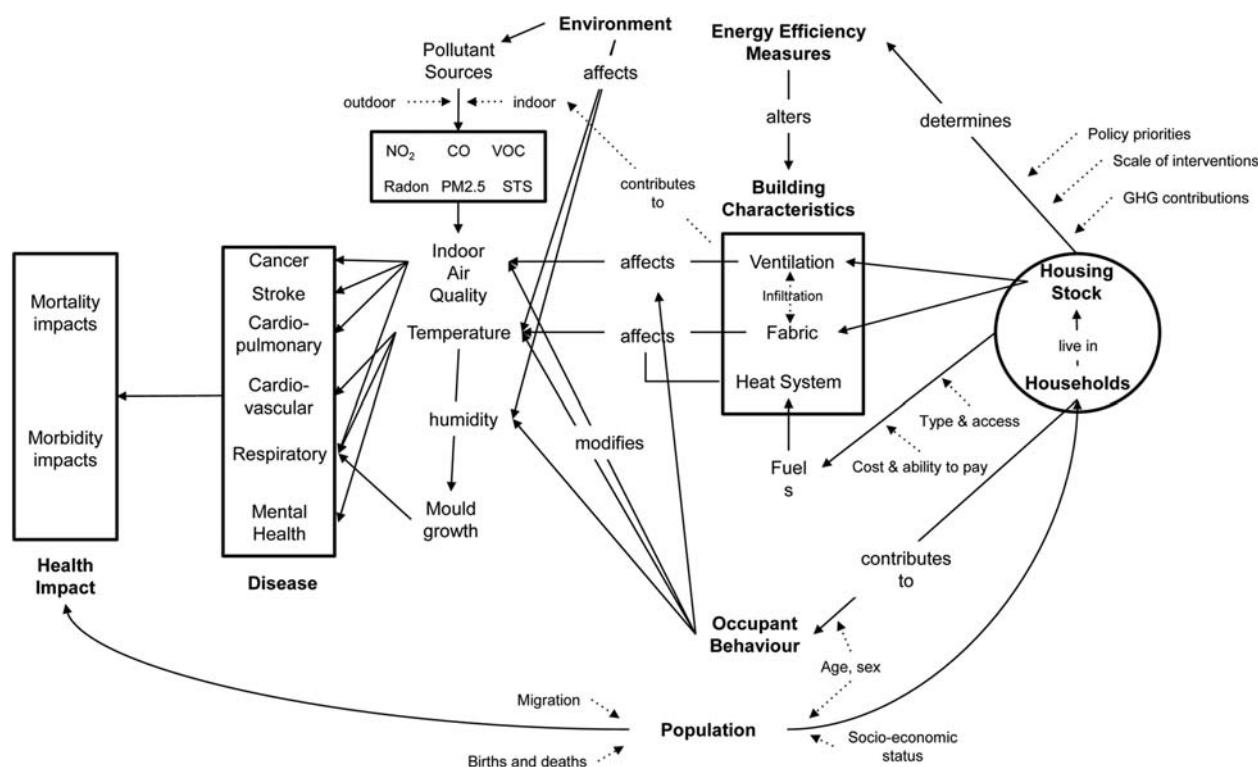 Environment
Energy Efficiency
Measures
Pollutant
Sources
affects
outdoor
indoor
alters
determines
Policy priorities
Scale of interventions
GHG contributions
NO2 CO VOC
Radon PM2.5 STS
contributes
to
Building
Characteristics
Mortality
impacts
Morbidity
impacts
Health
Impact
Cancer
Stroke
Cardio-
pulmonary
Cardio-
vascular
Respiratory
Mental
Health
Disease
Indoor
Air
Quality
Temperature
humidity
Mould
growth
affects
affects
modifies
Ventilation
Infiltration
Fabric
Heat System
Fuel
s
Housing
Stock
live in
Households
Type & access
Cost & ability to pay
contributes
to
Occupant
Behaviour
Age, sex
Migration
Population
Births and deaths
Socio-economic
status